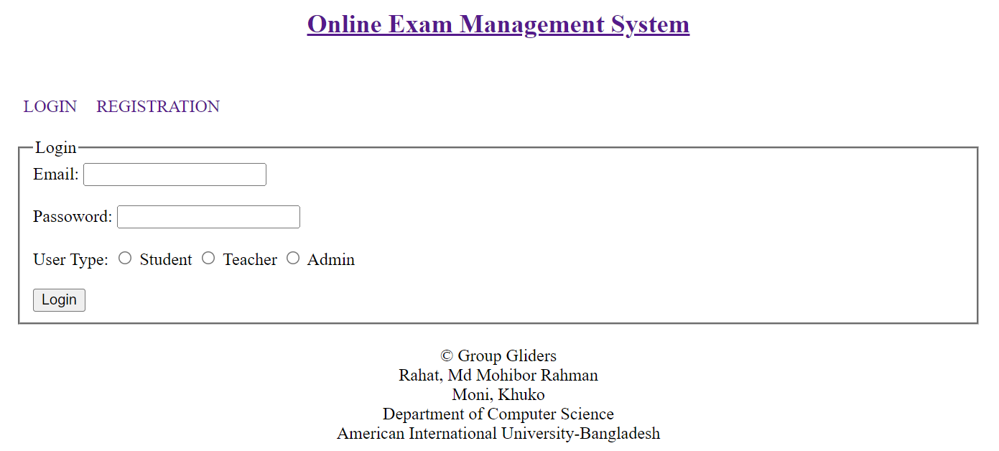 Online Exam Management System
LOGIN REGISTRATION
Login
Email:
Passoword:
User Type: Student Teacher Admin
Login
© Group Gliders
Rahat, Md Mohibor Rahman
Moni, Khuko
Department of Computer Science
American International University-Bangladesh